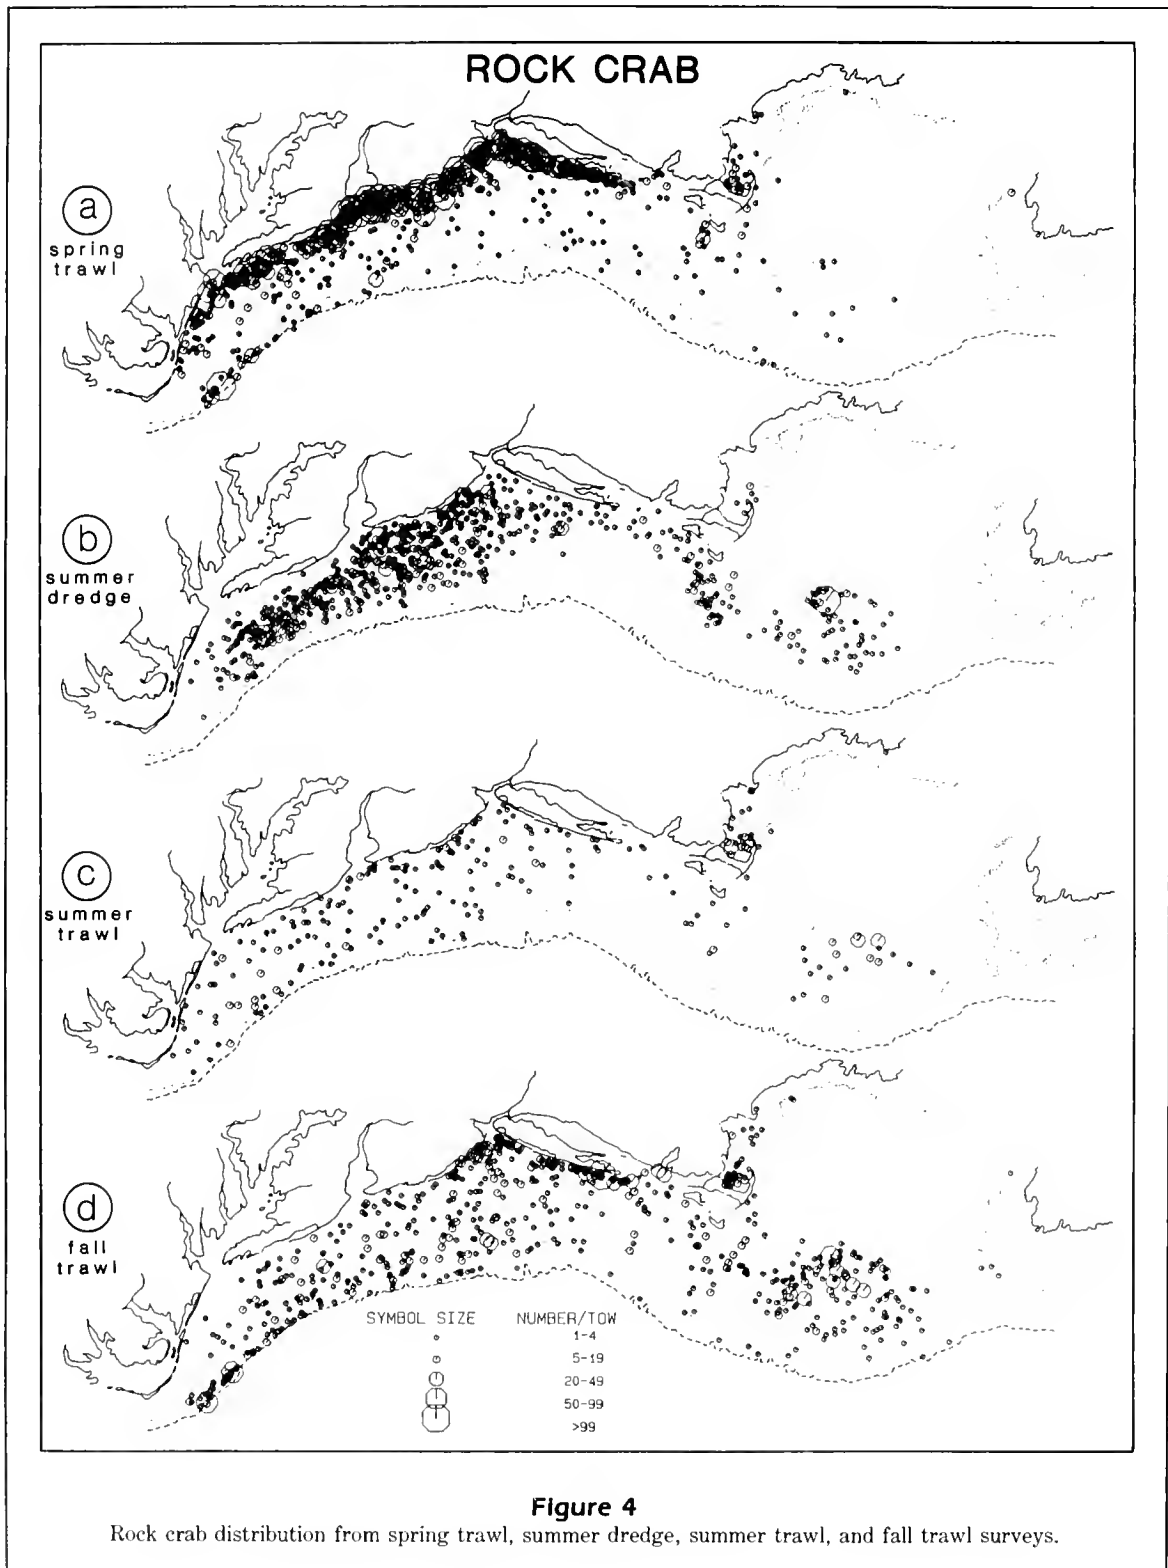 ROCK CRAB
a
spring
trawl
b
summer
dredge
c
summer
trawl
d
fall
trawl
SYMBOL SIZE NUMBER/TOW
1-4
5-19
20-49
50-99
>99
Figure 4
Rock crab distribution from spring trawl, summer dredge, summer trawl, and fall trawl surveys.